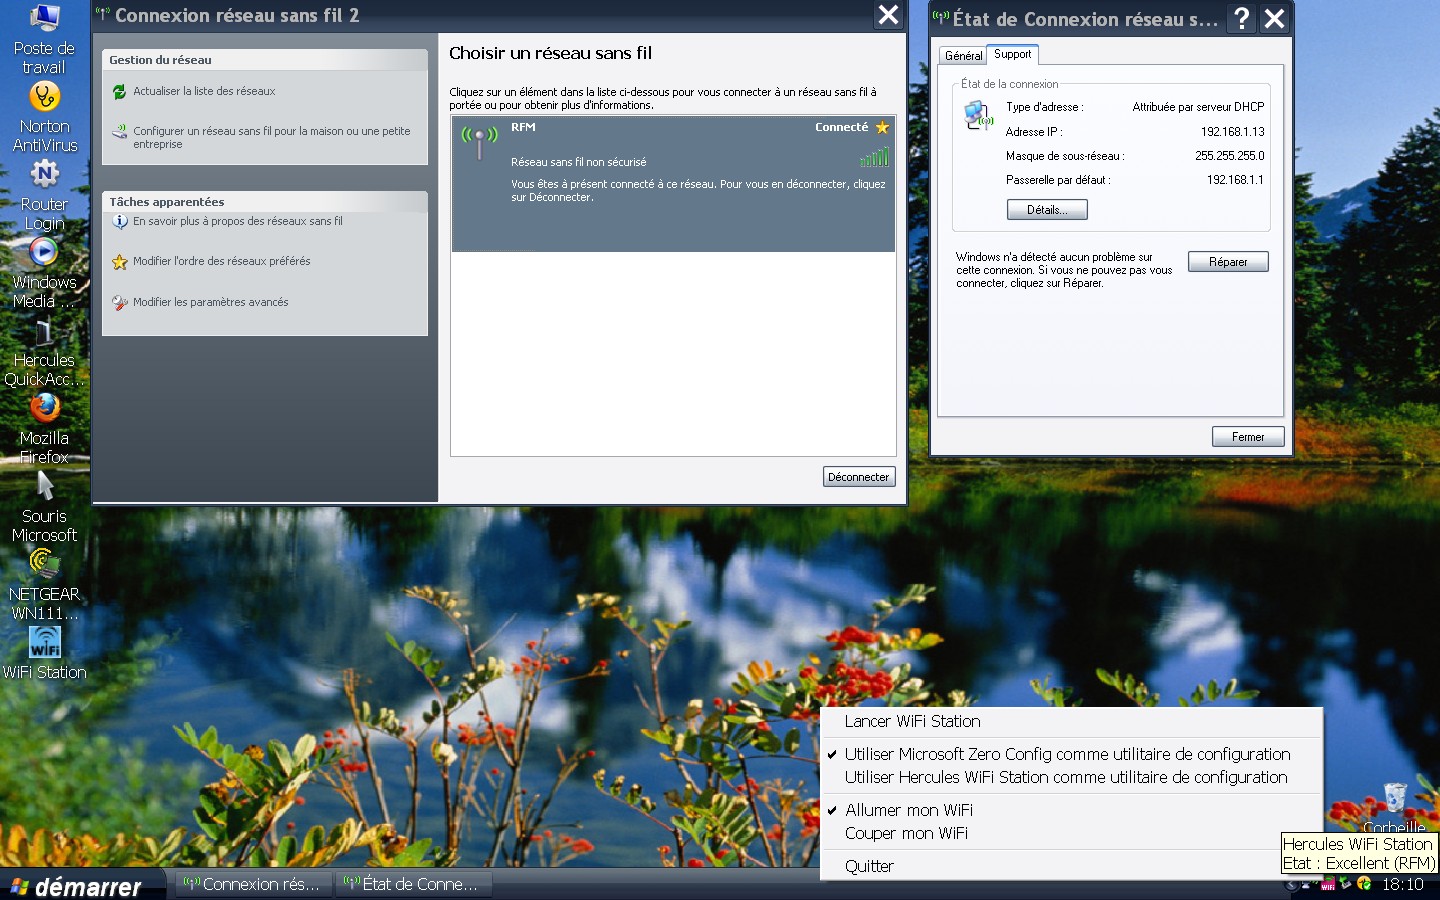 Poste de
travail
Norton
AntiVirus
Router
Login
Windows
Media ...
Hercules
QuickAcc...
Mozilla
Firefox
Souris
Microsoft
NETGEAR
WN111...
WiFi
WiFi Station
Connexion réseau sans fil 2
Gestion du réseau
Actualiser la liste des réseaux
Configurer un réseau sans fil pour la maison ou une petite
entreprise
Tâches apparentées
En savoir plus à propos des réseaux sans fil
Modifier l'ordre des réseaux préférés
Modifier les paramètres avancés
Choisir un réseau sans fil
Cliquez sur un élément dans la liste ci-dessous pour vous connecter à un réseau sans fil à
portée ou pour obtenir plus d'informations.
RFM Connecté
Réseau sans fil non sécurisé
Vous êtes à présent connecté à ce réseau. Pour vous en déconnecter, cliquez
sur Déconnecter.
Déconnecter
État de Connexion réseau s...
Général Support
État de la connexion
Type d'adresse : Attribuée par serveur DHCP
Adresse IP : 192.168.1.13
Masque de sous-réseau : 255.255.255.0
Passerelle par défaut : 192.168.1.1
Détails...
Windows n'a détecté aucun problème sur
cette connexion. Si vous ne pouvez pas vous
connecter, cliquez sur Réparer.
Réparer
Fermer
Lancer WiFi Station
Utiliser Microsoft Zero Config comme utilitaire de configuration
Utiliser Hercules WiFi Station comme utilitaire de configuration
Allumer mon WiFi
Couper mon WiFi
Quitter
Corbeille
Hercules WiFi Station
Etat : Excellent (RFM)
démarrer
Connexion rés...
État de Conne...
18:10